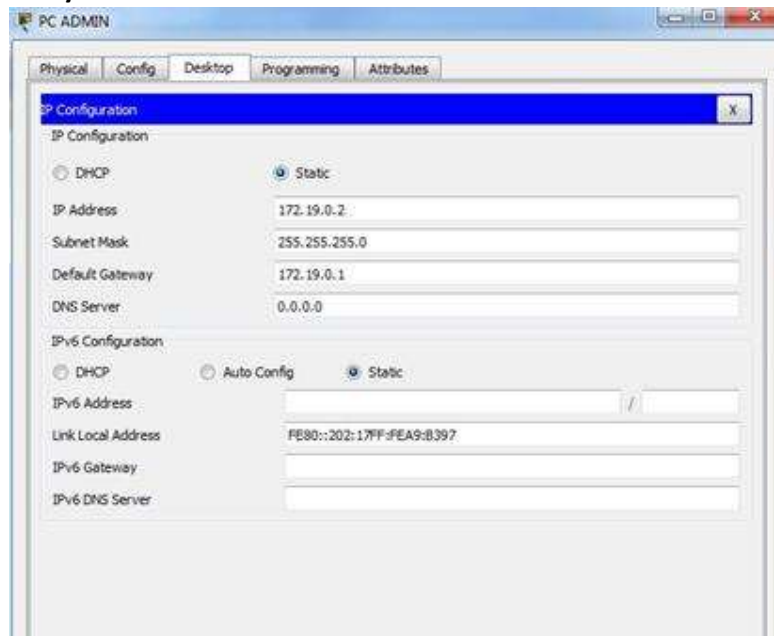 PC ADMIN
Physical Config Desktop Programming Attributes
IP Configuration X
IP Configuration
DHCP Static
IP Address 172.19.0.2
Subnet Mask 255.255.255.0
Default Gateway 172.19.0.1
DNS Server 0.0.0.0
IPv6 Configuration
DHCP Auto Config Static
IPv6 Address /
Link Local Address FE80::202:17FF:FEA9:B397
IPv6 Gateway
IPv6 DNS Server